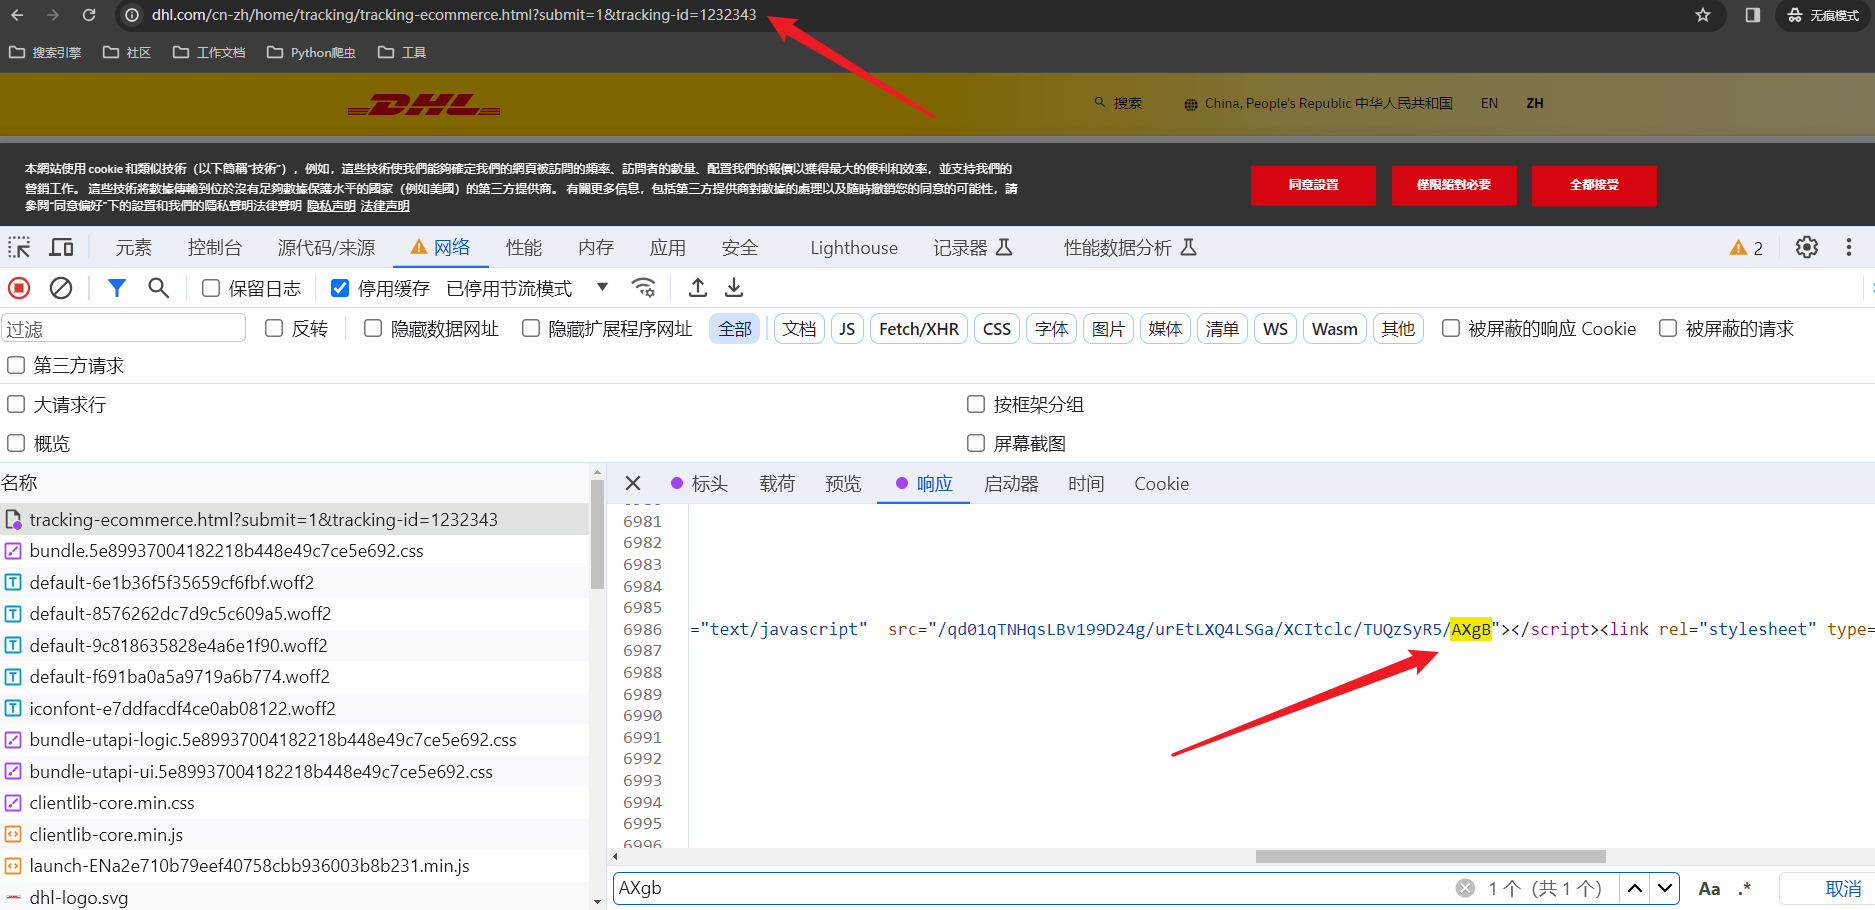 dhl.com/cn-zh/home/tracking/tracking-ecommerce.html?submit=1&tracking-id=1232343 无痕模式
搜索引擎 社区 工作文档 Python爬虫 工具
DHL 搜索 China, People's Republic 中华人民共和国 EN ZH
本網站使用 cookie 和類似技術（以下簡稱“技術”），例如，這些技術使我們能夠確定我們的網頁被訪問的頻率、訪問者的數量、配置我們的報價以獲得最大的便利和效率，並支持我們的
營銷工作。 這些技術將數據傳輸到位於沒有足夠數據保護水平的國家（例如美國）的第三方提供商。 有關更多信息，包括第三方提供商對數據的處理以及隨時撤銷您的同意的可能性，請
參閱“同意偏好”下的設置和我們的隱私聲明法律聲明 隐私声明 法律声明
同意設置 僅限絕對必要 全都接受
元素 控制台 源代码/来源 网络 性能 内存 应用 安全 Lighthouse 记录器 性能数据分析 2
保留日志 停用缓存 已停用节流模式
过滤 反转 隐藏数据网址 隐藏扩展程序网址 全部 文档 JS Fetch/XHR CSS 字体 图片 媒体 清单 WS Wasm 其他 被屏蔽的响应 Cookie 被屏蔽的请求
第三方请求
大请求行 按框架分组
概览 屏幕截图
名称
tracking-ecommerce.html?submit=1&tracking-id=1232343
bundle.5e89937004182218b448e49c7ce5e692.css
default-6e1b36f5f35659cf6fbf.woff2
default-8576262dc7d9c5c609a5.woff2
default-9c818635828e4a6e1f90.woff2
default-f691ba0a5a9719a6b774.woff2
iconfont-e7ddfacdf4ce0ab08122.woff2
bundle-utapi-logic.5e89937004182218b448e49c7ce5e692.css
bundle-utapi-ui.5e89937004182218b448e49c7ce5e692.css
clientlib-core.min.css
clientlib-core.min.js
launch-ENa2e710b79eef40758cbb936003b8b231.min.js
dhl-logo.svg
标头 载荷 预览 响应 启动器 时间 Cookie
6981
6982
6983
6984
6985
6986 ="text/javascript" src="/qd01qTNHqsLBv199D24g/urEtLXQ4LSGa/XCItclc/TUQzSyR5/AXgB"></script><link rel="stylesheet" type=
6987
6988
6989
6990
6991
6992
6993
6994
6995
6996
AXgb 1个（共1个） Aa .* 取消